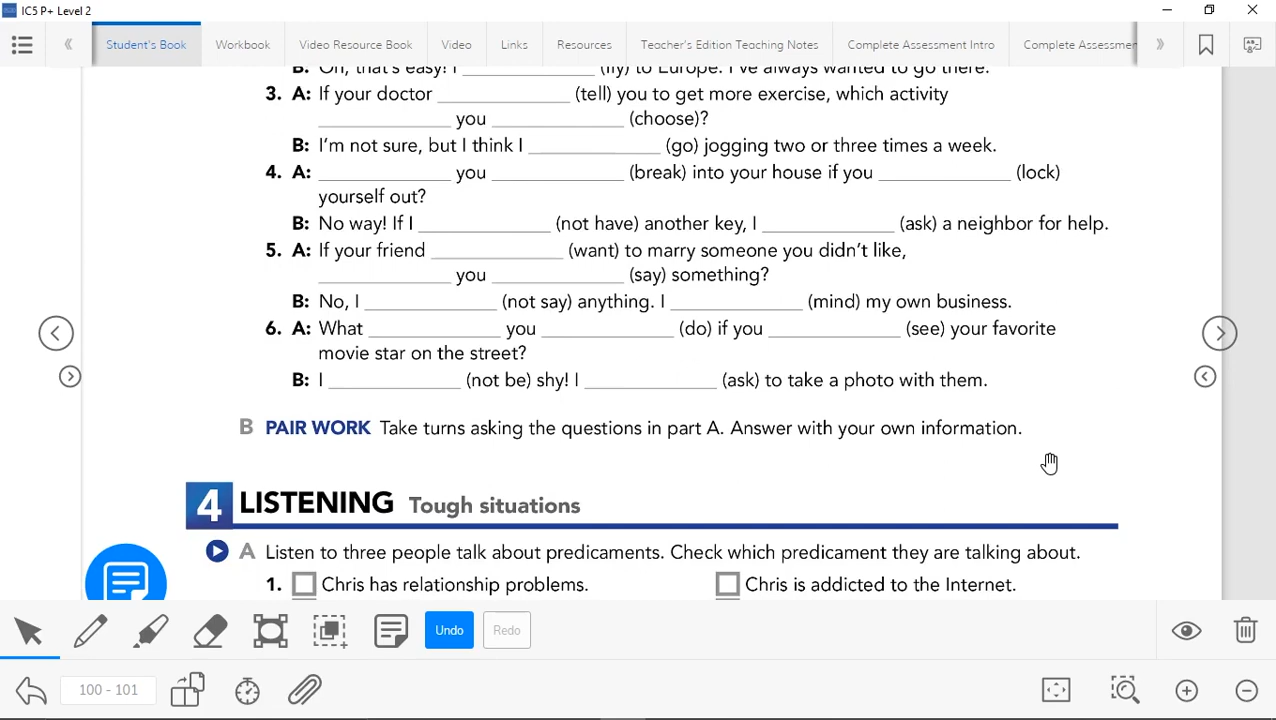 IC5 P+ Level 2
Student's Book Workbook Video Resource Book Video Links Resources Teacher's Edition Teaching Notes Complete Assessment Intro Complete Assessmen
B: Oh, that's easy! I ____________ (fly) to Europe. I've always wanted to go there.
3. A: If your doctor ____________ (tell) you to get more exercise, which activity
____________ you ____________ (choose)?
B: I'm not sure, but I think I ____________ (go) jogging two or three times a week.
4. A: ____________ you ____________ (break) into your house if you ____________ (lock)
yourself out?
B: No way! If I ____________ (not have) another key, I ____________ (ask) a neighbor for help.
5. A: If your friend ____________ (want) to marry someone you didn't like,
____________ you ____________ (say) something?
B: No, I ____________ (not say) anything. I ____________ (mind) my own business.
6. A: What ____________ you ____________ (do) if you ____________ (see) your favorite
movie star on the street?
B: I ____________ (not be) shy! I ____________ (ask) to take a photo with them.
B PAIR WORK Take turns asking the questions in part A. Answer with your own information.
4 LISTENING Tough situations
A Listen to three people talk about predicaments. Check which predicament they are talking about.
1. Chris has relationship problems. Chris is addicted to the Internet.
Undo Redo
100 - 101